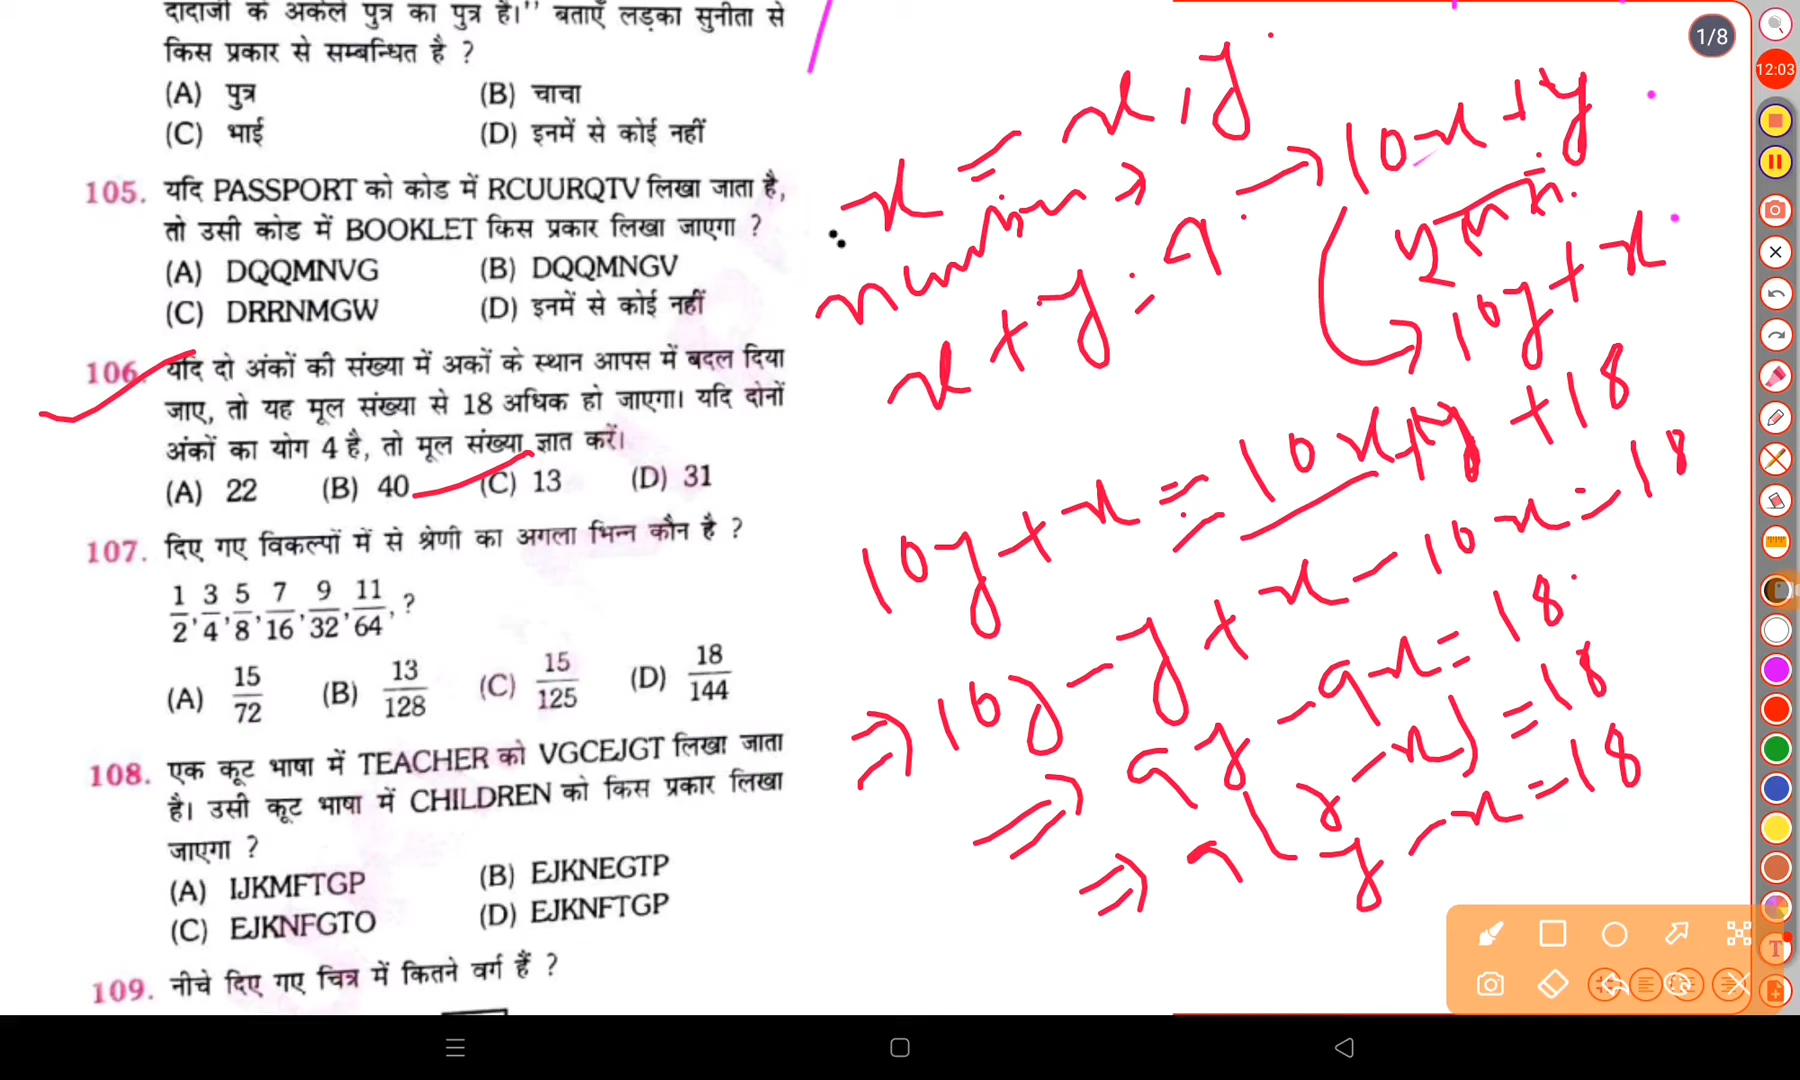 दादाजी के अकेले पुत्र का पुत्र है।" बताएँ लड़का सुनीता से
किस प्रकार से सम्बन्धित है ?
(A) पुत्र (B) चाचा
(C) भाई (D) इनमें से कोई नहीं
105. यदि PASSPORT को कोड में RCUURQTV लिखा जाता है,
तो उसी कोड में BOOKLET किस प्रकार लिखा जाएगा ?
(A) DQQMNVG (B) DQQMNGV
(C) DRRNMGW (D) इनमें से कोई नहीं
106. यदि दो अंकों की संख्या में अकों के स्थान आपस में बदल दिया
जाए, तो यह मूल संख्या से 18 अधिक हो जाएगा। यदि दोनों
अंकों का योग 4 है, तो मूल संख्या ज्ञात करें।
(A) 22 (B) 40 (C) 13 (D) 31
107. दिए गए विकल्पों में से श्रेणी का अगला भिन्न कौन है ?
1/2, 3/4, 5/8, 7/16, 9/32, 11/64, ?
(A) 15/72 (B) 13/128 (C) 15/125 (D) 18/144
108. एक कूट भाषा में TEACHER को VGCEJGT लिखा जाता
है। उसी कूट भाषा में CHILDREN को किस प्रकार लिखा
जाएगा ?
(A) IJKMFTGP (B) EJKNEGTP
(C) EJKNFGTO (D) EJKNFTGP
109. नीचे दिए गए चित्र में कितने वर्ग हैं ?
1/8
12:03
x = x, y
10x + y
x + y =
10y + x
10y + x = 10x + y + 18
⇒ 10y - y + x - 10x = 18
⇒ 9y - 9x = 18
⇒ 9(y - x) = 18
y - x = 18
T